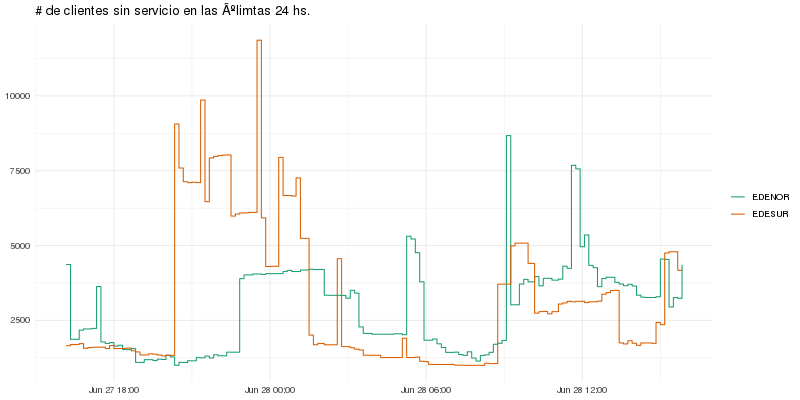 # de clientes sin servicio en las Ãºlimtas 24 hs.
10000
7500
5000
2500
Jun 27 18:00
Jun 28 00:00
Jun 28 06:00
Jun 28 12:00
EDENOR
EDESUR